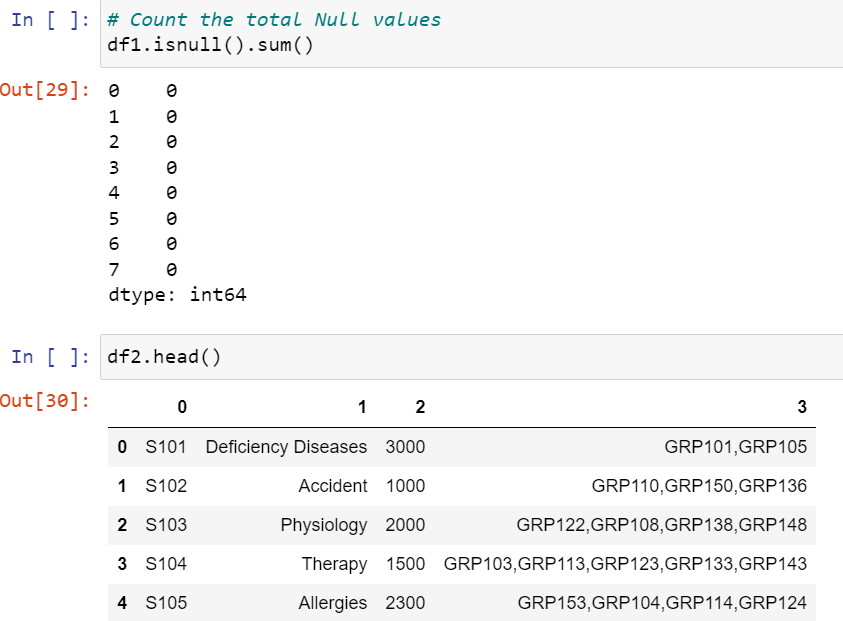 In [ ]: # Count the total Null values
df1.isnull().sum()
Out[29]: 0 0
1 0
2 0
3 0
4 0
5 0
6 0
7 0
dtype: int64
In [ ]: df2.head()
Out[30]:
0 1 2 3
0 S101 Deficiency Diseases 3000 GRP101,GRP105
1 S102 Accident 1000 GRP110,GRP150,GRP136
2 S103 Physiology 2000 GRP122,GRP108,GRP138,GRP148
3 S104 Therapy 1500 GRP103,GRP113,GRP123,GRP133,GRP143
4 S105 Allergies 2300 GRP153,GRP104,GRP114,GRP124